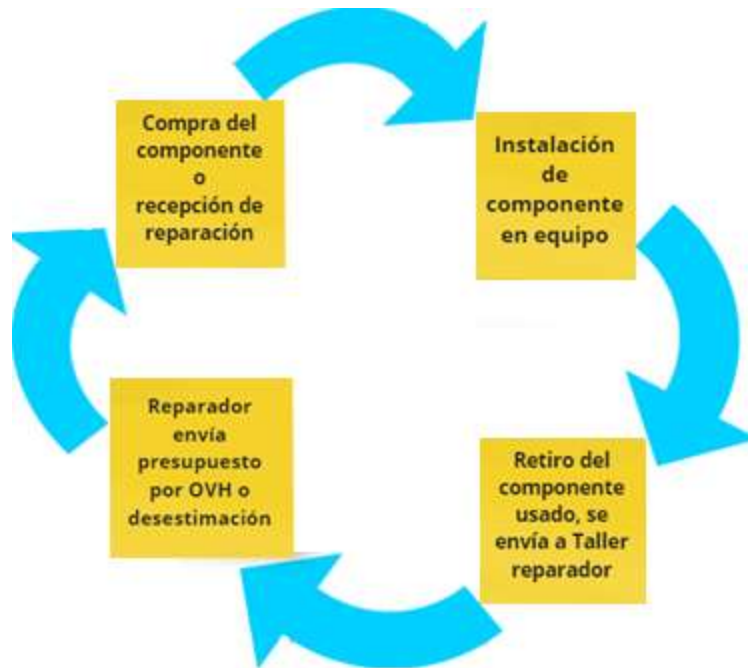 Compra del
componente
o
recepción de
reparación
Instalación
de
componente
en equipo
Retiro del
componente
usado, se
envía a Taller
reparador
Reparador
envía
presupuesto
por OVH o
desestimación